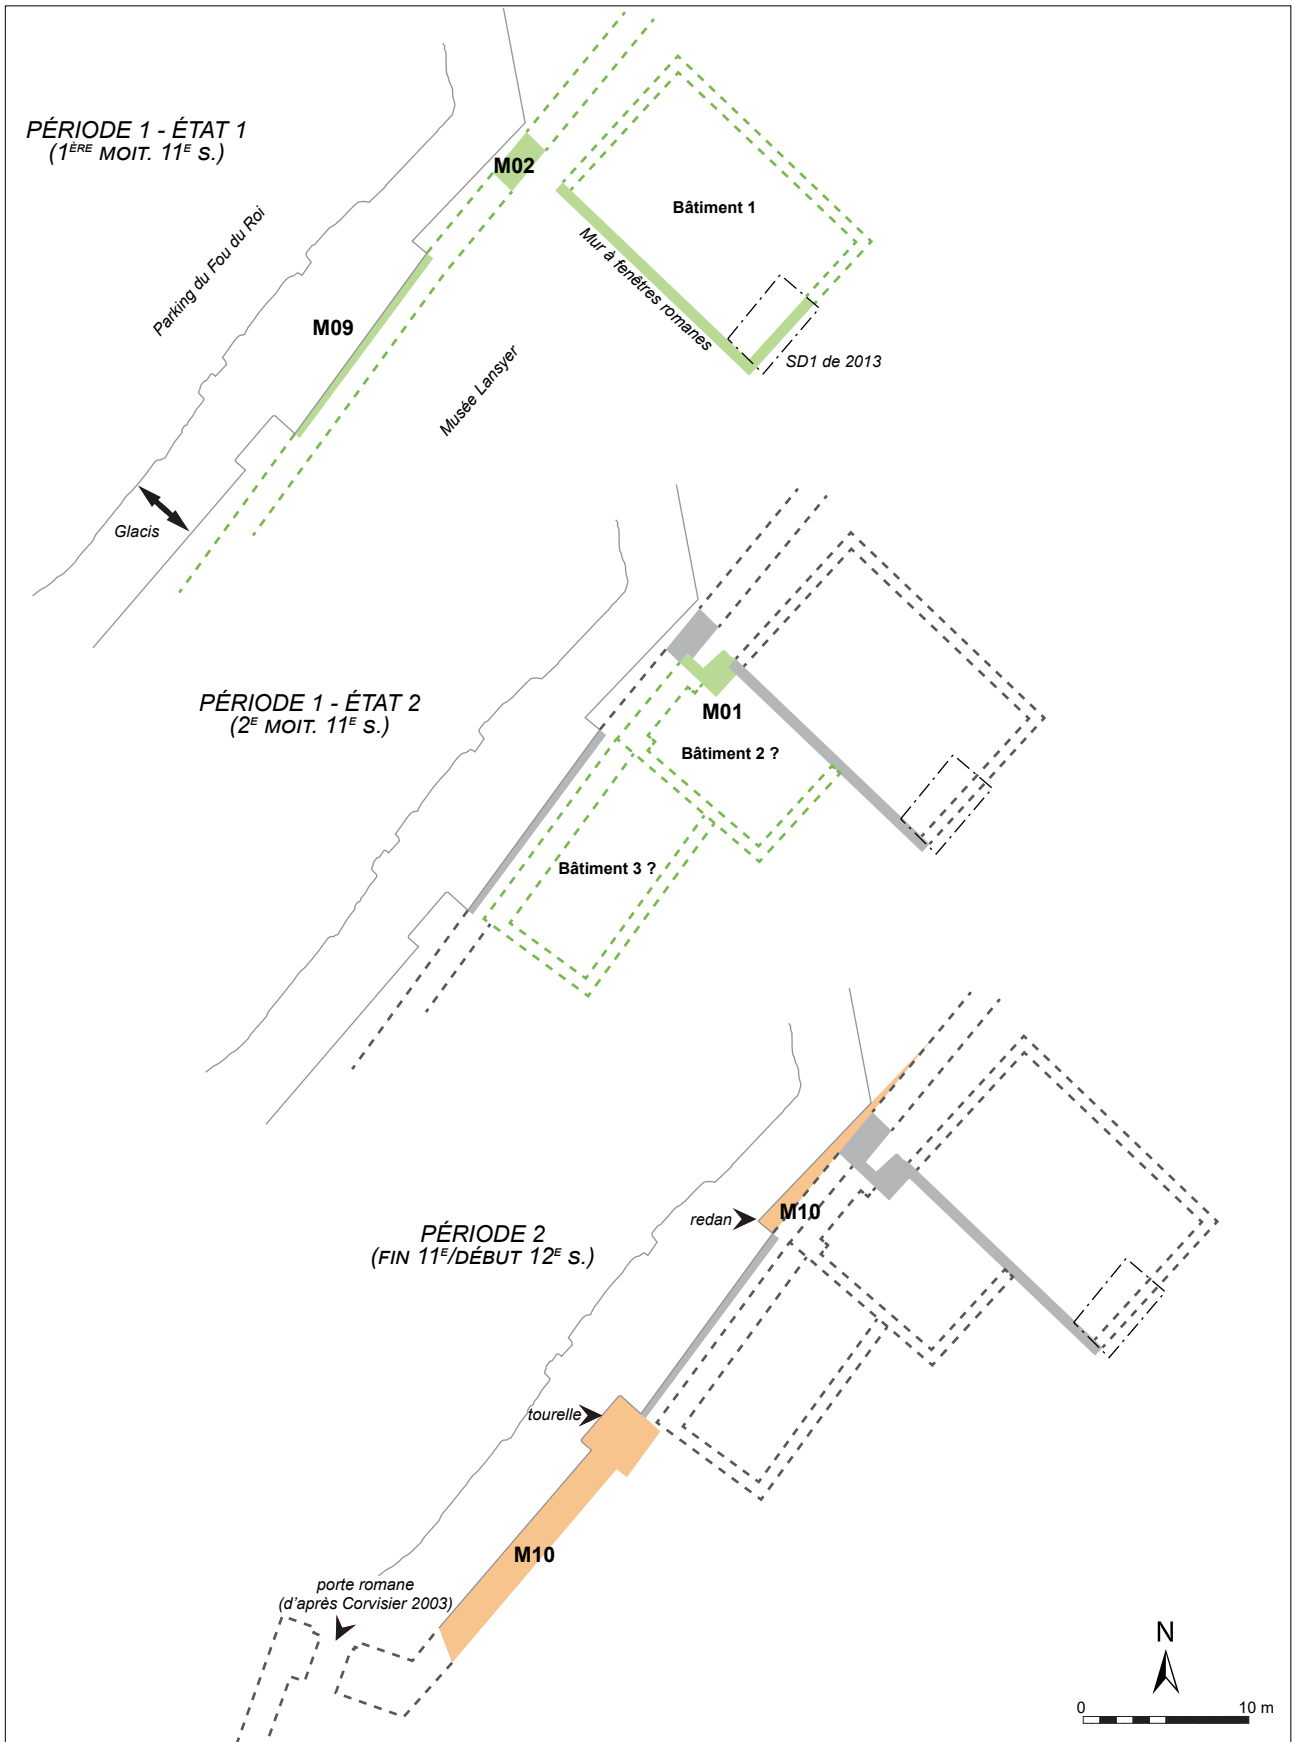 PÉRIODE 1 - ÉTAT 1
(1ÈRE MOIT. 11E S.)
M02
Bâtiment 1
Parking du Fou du Roi
Mur à fenêtres romanes
M09
SD1 de 2013
Musée Lansyer
Glacis
PÉRIODE 1 - ÉTAT 2
(2E MOIT. 11E S.)
M01
Bâtiment 2 ?
Bâtiment 3 ?
PÉRIODE 2
(FIN 11E/DÉBUT 12E S.)
redan
M10
tourelle
M10
porte romane
(d'après Corvisier 2003)
N
0 10 m